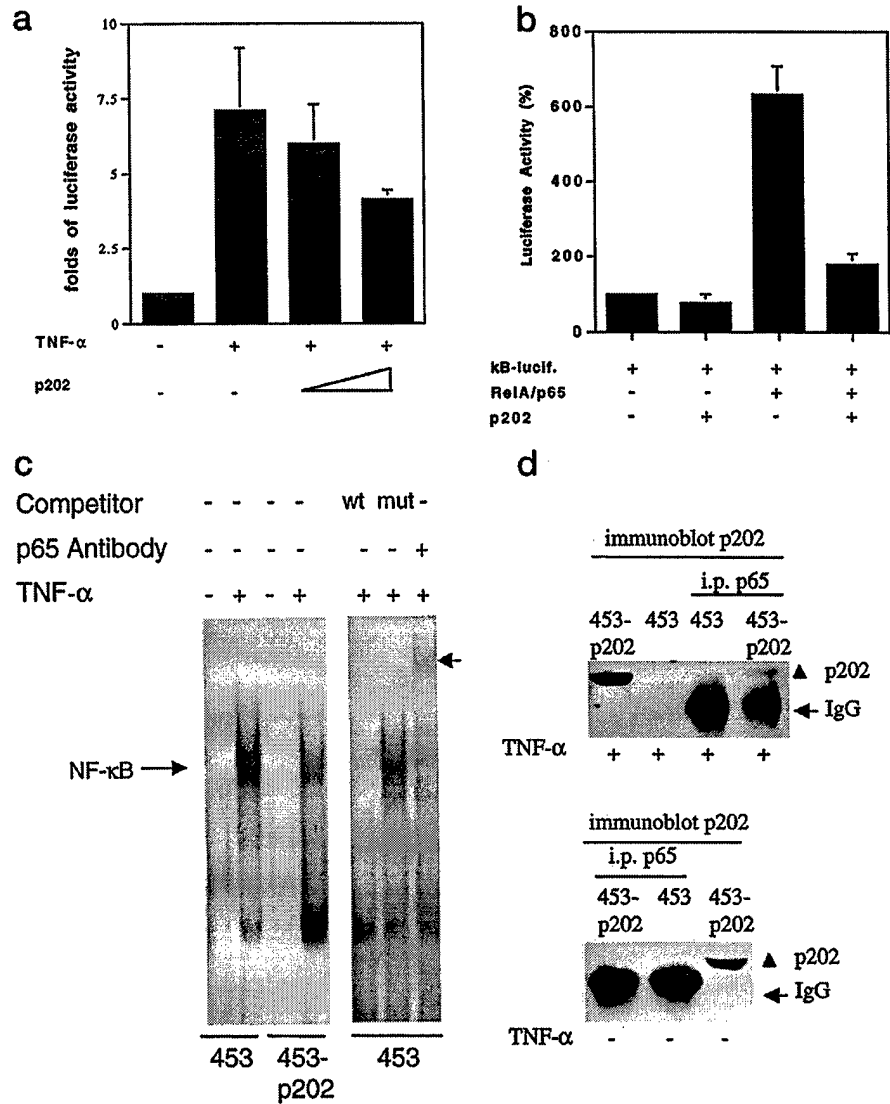 a
folds of luciferase activity
10
7.5
5
2.5
0
TNF-α - + + +
p202 - -
b
Luciferase Activity (%)
800
600
400
200
0
kB-lucif. + + + +
RelA/p65 - - + +
p202 - + - +
c
Competitor - - - - wt mut -
p65 Antibody - - - - - - +
TNF-α - + - + + + +
NF-κB
453 453-p202 453
d
immunoblot p202
i.p. p65
453-p202 453 453 453-p202
p202
IgG
TNF-α + + + +
immunoblot p202
i.p. p65
453-p202 453 453-p202
p202
IgG
TNF-α - - -